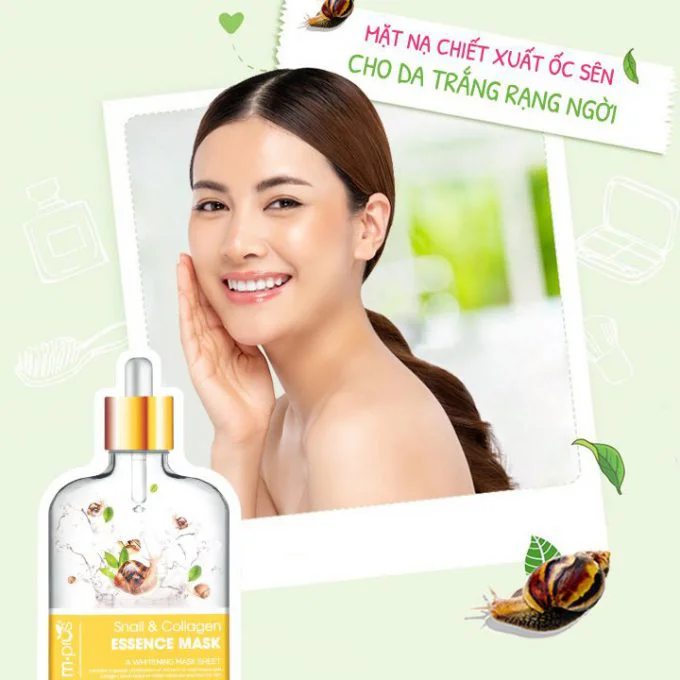 MẶT NẠ CHIẾT XUẤT ỐC SÊN
CHO DA TRẮNG RẠNG NGỜI
Snail & Collagen
ESSENCE MASK
A WHITENING MASK SHEET